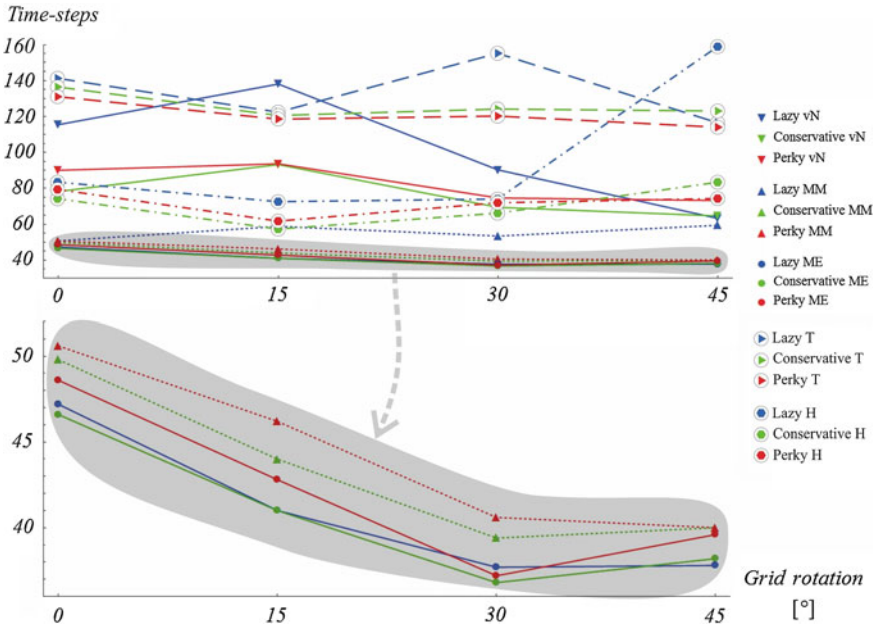 Time-steps
160
140
120
100
80
60
40
0 15 30 45
Lazy vN
Conservative vN
Perky vN
Lazy MM
Conservative MM
Perky MM
Lazy ME
Conservative ME
Perky ME
Lazy T
Conservative T
Perky T
Lazy H
Conservative H
Perky H
50
45
40
0 15 30 45
Grid rotation
[°]